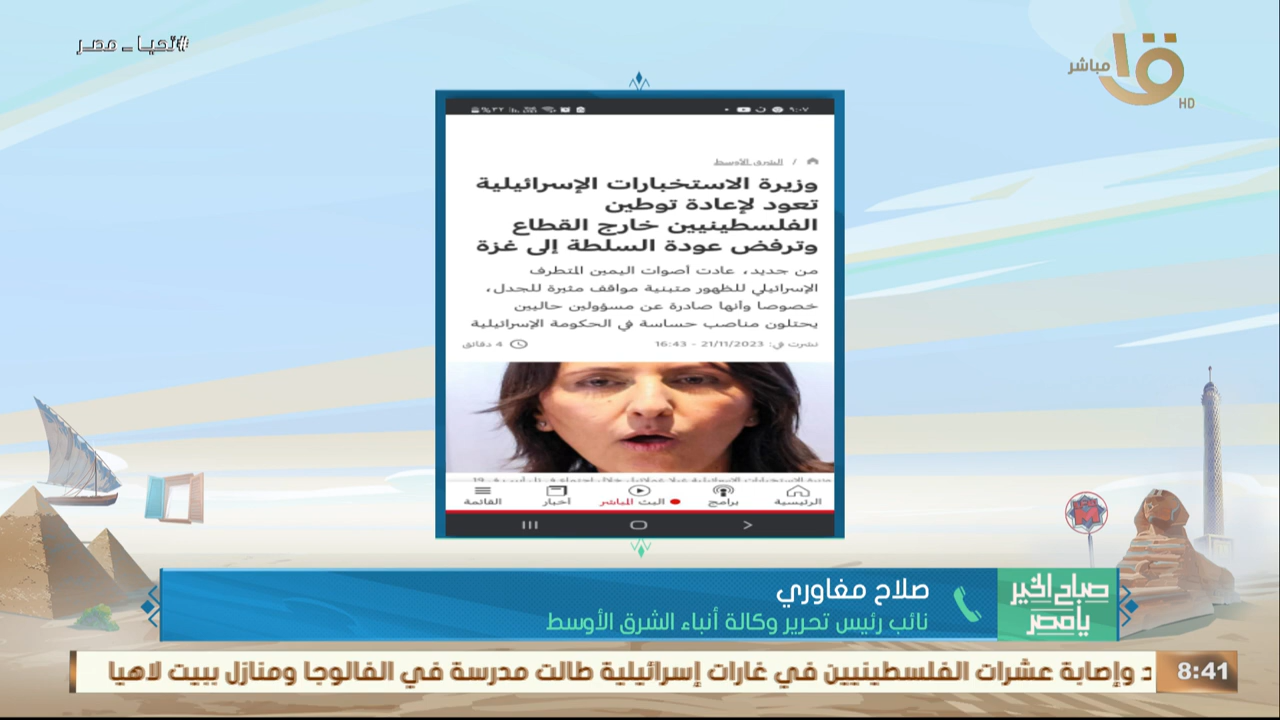 #تحيا_مصر
ق١
مباشر
HD
٩:٠٧
٣٢%
الشرق الأوسط /
وزيرة الاستخبارات الإسرائيلية
تعود لإعادة توطين
الفلسطينيين خارج القطاع
وترفض عودة السلطة إلى غزة
من جديد، عادت أصوات اليمين المتطرف
الإسرائيلي للظهور متبنية مواقف مثيرة للجدل،
خصوصا وأنها صادرة عن مسؤولين حاليين
يحتلون مناصب حساسة في الحكومة الإسرائيلية
نشرت في: 21/11/2023 - 16:43
4 دقائق
الرئيسية
برامج
البث المباشر
أخبار
القائمة
صباح الخير
يا مصر
صلاح مغاوري
نائب رئيس تحرير وكالة أنباء الشرق الأوسط
8:41
د وإصابة عشرات الفلسطينيين في غارات إسرائيلية طالت مدرسة في الفالوجا ومنازل ببيت لاهيا